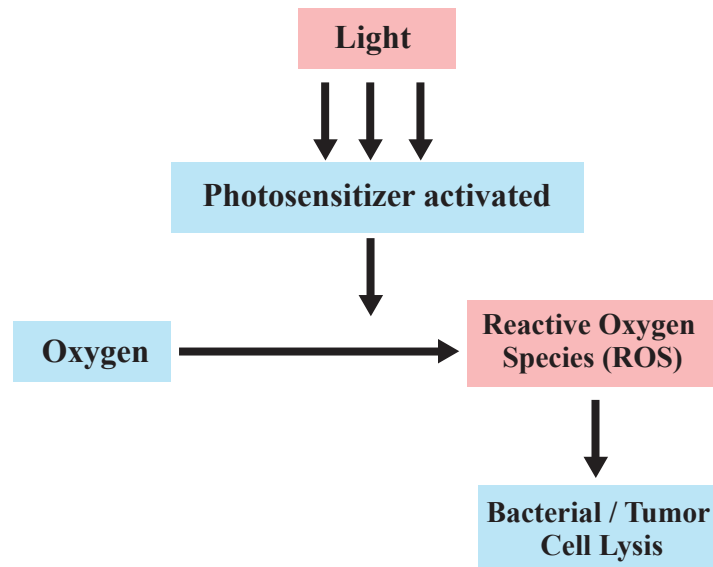 Light
Photosensitizer activated
Oxygen
Reactive Oxygen
Species (ROS)
Bacterial / Tumor
Cell Lysis